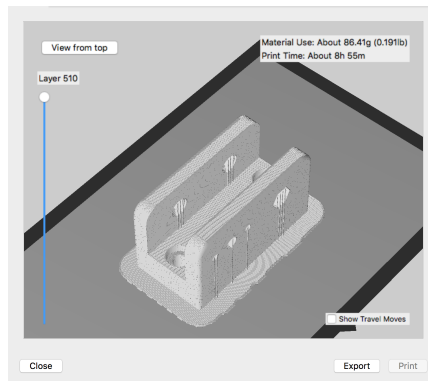 View from top
Material Use: About 86.41g (0.191lb)
Print Time: About 8h 55m
Layer 510
Show Travel Moves
Close
Export
Print